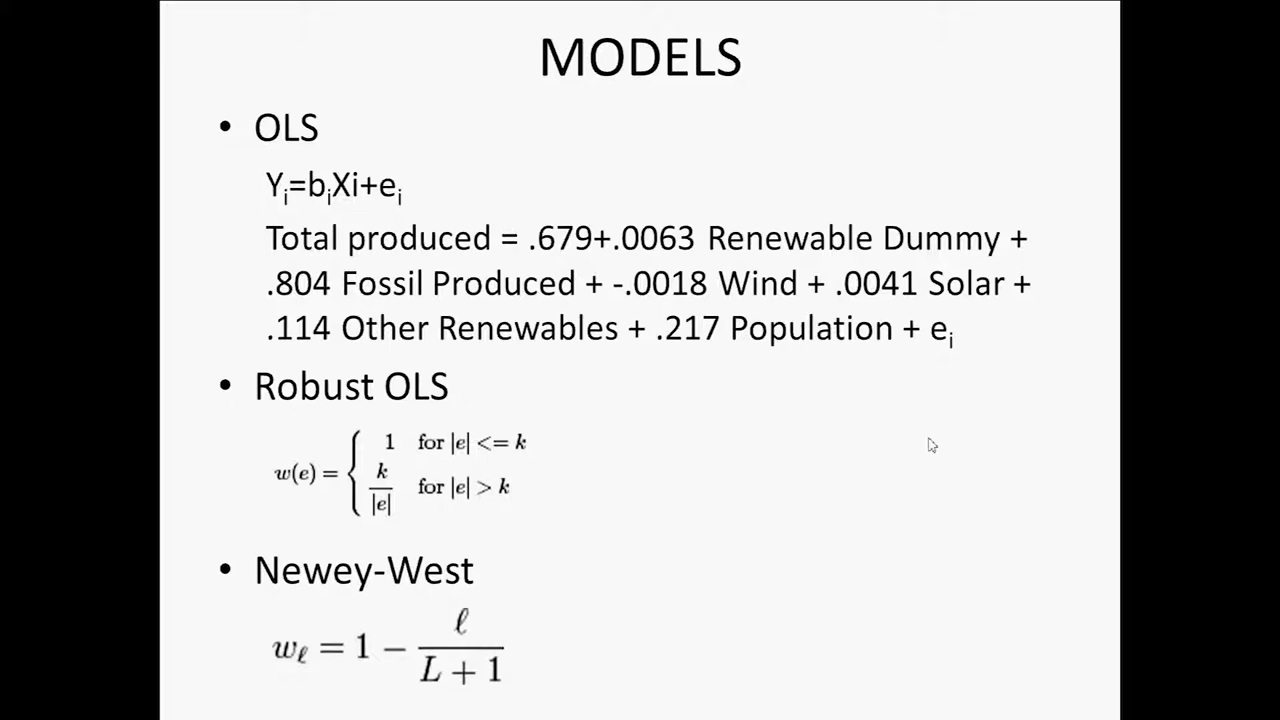 MODELS
• OLS
Yᵢ=bᵢXi+eᵢ
Total produced = .679+.0063 Renewable Dummy +
.804 Fossil Produced + -.0018 Wind + .0041 Solar +
.114 Other Renewables + .217 Population + eᵢ
• Robust OLS
w(e) = { 1 for |e| <= k
k/|e| for |e| > k
• Newey-West
w_ℓ = 1 − ℓ/(L + 1)